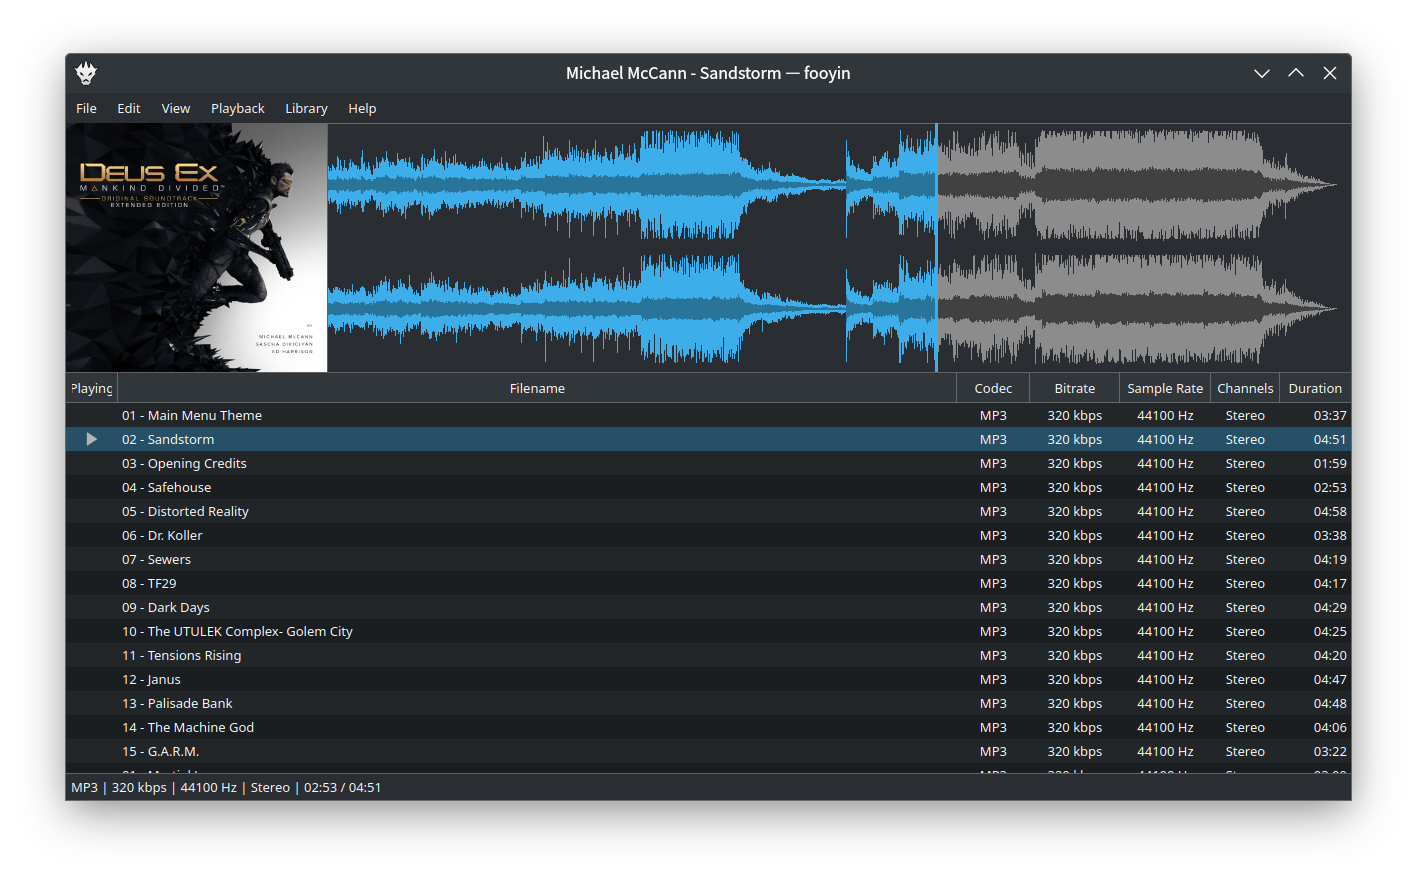 Michael McCann - Sandstorm — fooyin
File Edit View Playback Library Help
DEUS EX
MANKIND DIVIDED™
ORIGINAL SOUNDTRACK
EXTENDED EDITION
BY
MICHAEL McCANN
SASCHA DIKICIYAN
ED HARRISON
Playing Filename Codec Bitrate Sample Rate Channels Duration
01 - Main Menu Theme MP3 320 kbps 44100 Hz Stereo 03:37
02 - Sandstorm MP3 320 kbps 44100 Hz Stereo 04:51
03 - Opening Credits MP3 320 kbps 44100 Hz Stereo 01:59
04 - Safehouse MP3 320 kbps 44100 Hz Stereo 02:53
05 - Distorted Reality MP3 320 kbps 44100 Hz Stereo 04:58
06 - Dr. Koller MP3 320 kbps 44100 Hz Stereo 03:38
07 - Sewers MP3 320 kbps 44100 Hz Stereo 04:19
08 - TF29 MP3 320 kbps 44100 Hz Stereo 04:17
09 - Dark Days MP3 320 kbps 44100 Hz Stereo 04:29
10 - The UTULEK Complex- Golem City MP3 320 kbps 44100 Hz Stereo 04:25
11 - Tensions Rising MP3 320 kbps 44100 Hz Stereo 04:20
12 - Janus MP3 320 kbps 44100 Hz Stereo 04:47
13 - Palisade Bank MP3 320 kbps 44100 Hz Stereo 04:48
14 - The Machine God MP3 320 kbps 44100 Hz Stereo 04:06
15 - G.A.R.M. MP3 320 kbps 44100 Hz Stereo 03:22
MP3 | 320 kbps | 44100 Hz | Stereo | 02:53 / 04:51